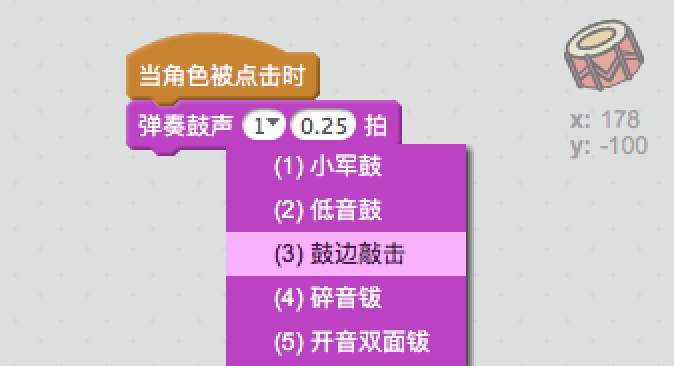 当角色被点击时
弹奏鼓声 1 0.25 拍
(1) 小军鼓
(2) 低音鼓
(3) 鼓边敲击
(4) 碎音钹
(5) 开音双面钹
x: 178
y: -100